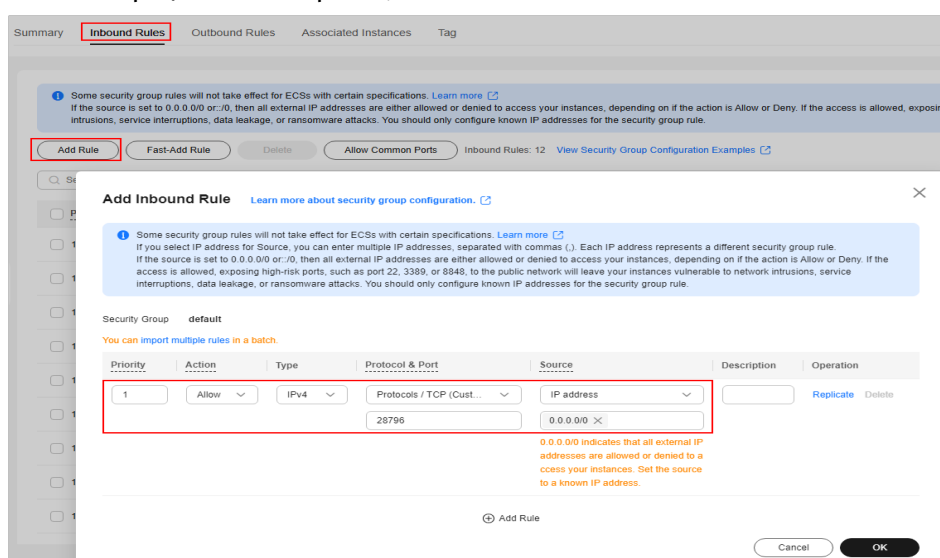 Summary Inbound Rules Outbound Rules Associated Instances Tag
Some security group rules will not take effect for ECSs with certain specifications. Learn more
If the source is set to 0.0.0.0/0 or::/0, then all external IP addresses are either allowed or denied to access your instances, depending on if the action is Allow or Deny. If the access is allowed,
intrusions, service interruptions, data leakage, or ransomware attacks. You should only configure known IP addresses for the security group rule.
Add Rule Fast-Add Rule Delete Allow Common Ports Inbound Rules: 12 View Security Group Configuration Examples
Add Inbound Rule Learn more about security group configuration.
Some security group rules will not take effect for ECSs with certain specifications. Learn more
If you select IP address for Source, you can enter multiple IP addresses, separated with commas (,). Each IP address represents a different security group rule.
If the source is set to 0.0.0.0/0 or ::/0, then all external IP addresses are either allowed or denied to access your instances, depending on if the action is Allow or Deny. If the
access is allowed, exposing high-risk ports, such as port 22, 3389, or 8848, to the public network will leave your instances vulnerable to network intrusions, service
interruptions, data leakage, or ransomware attacks. You should only configure known IP addresses for the security group rule.
Security Group default
You can import multiple rules in a batch.
Priority Action Type Protocol & Port Source Description Operation
1 Allow IPv4 Protocols / TCP (Cust... IP address Replicate Delete
28796 0.0.0.0/0
0.0.0.0/0 indicates that all external IP
addresses are allowed or denied to a
ccess your instances. Set the source
to a known IP address.
Add Rule
Cancel OK